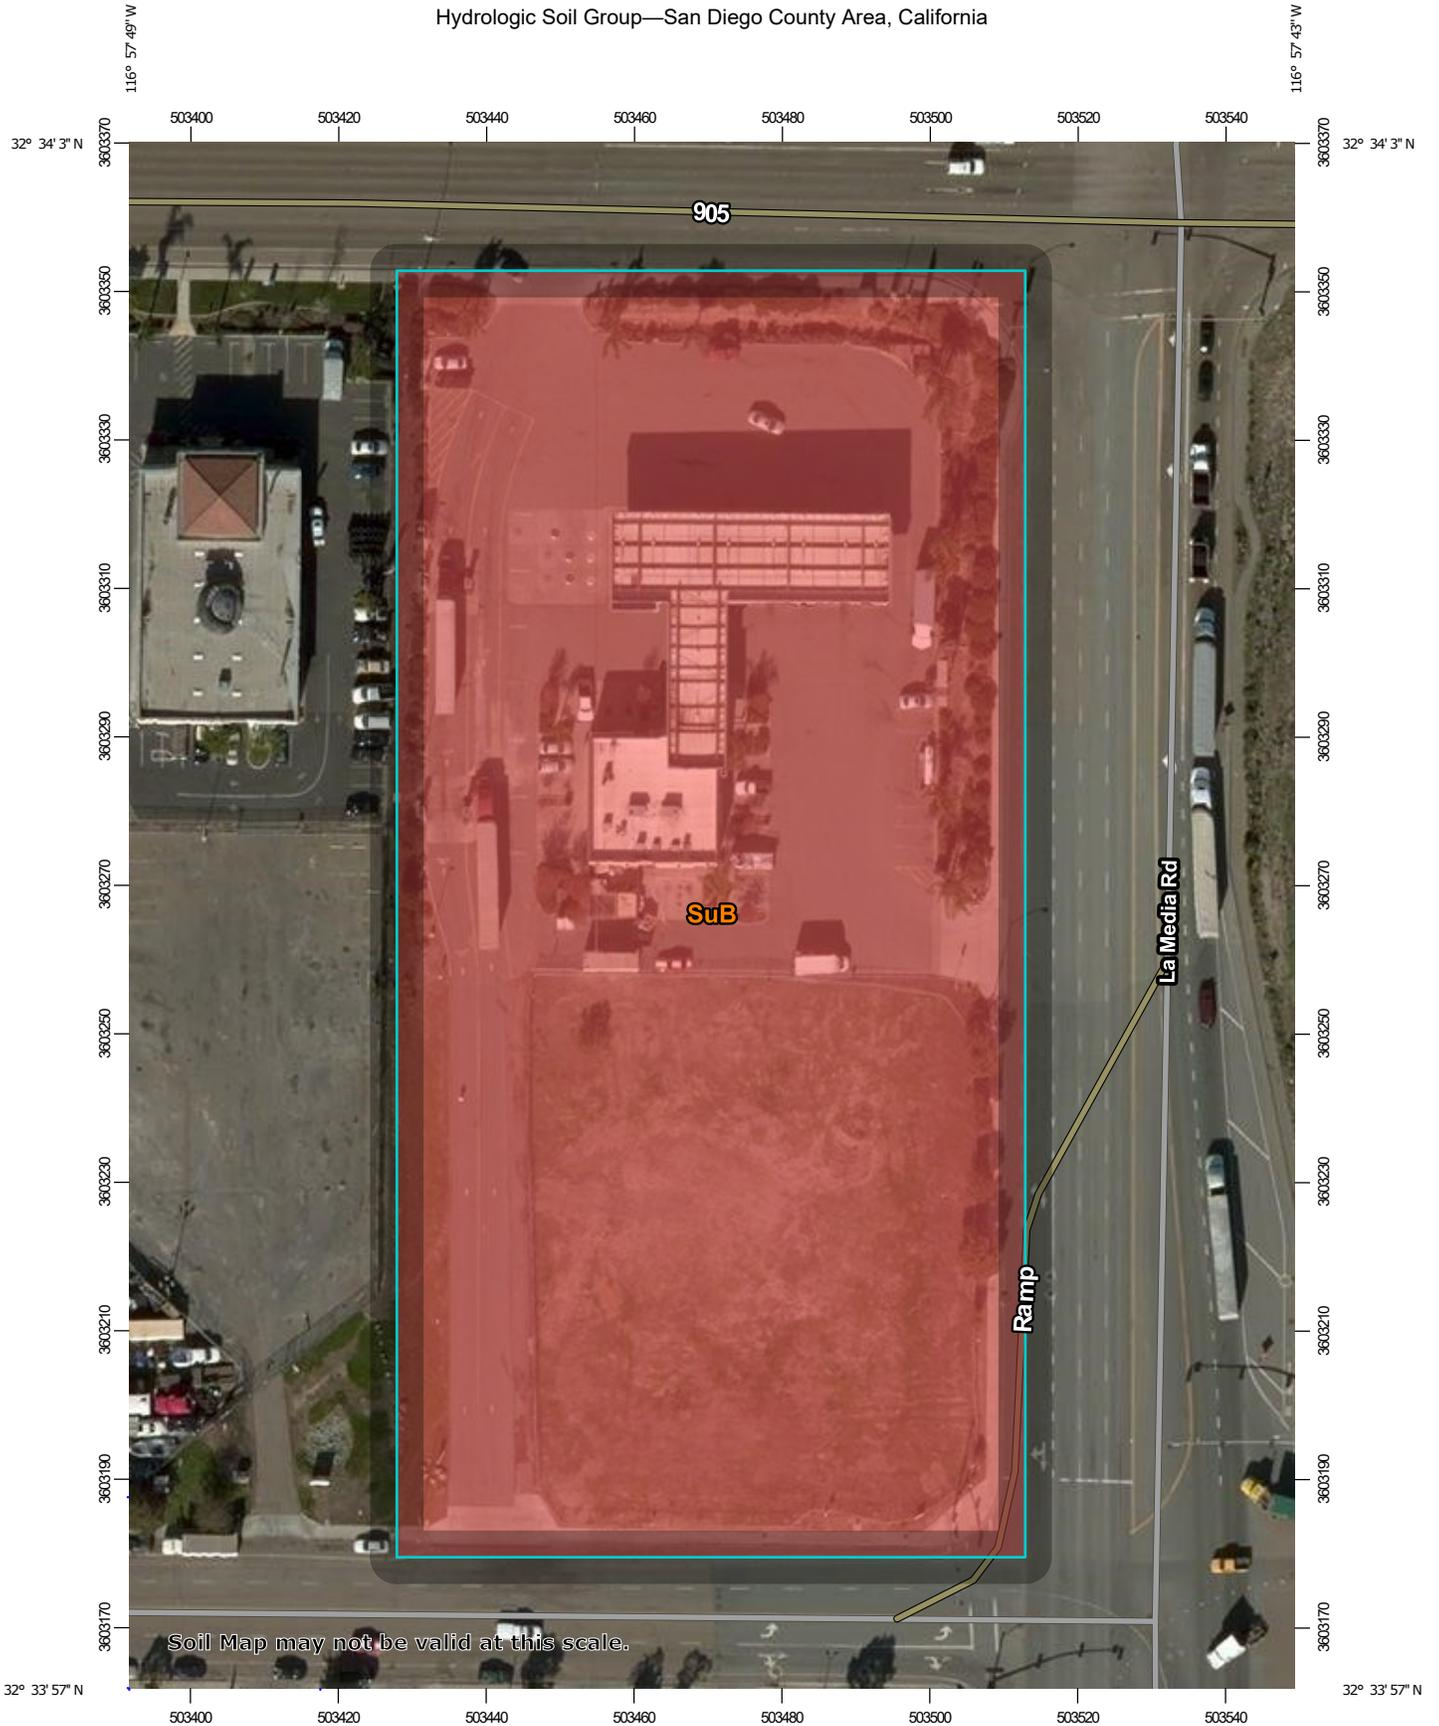 Hydrologic Soil Group—San Diego County Area, California
116° 57' 49" W
116° 57' 43" W
503400 503420 503440 503460 503480 503500 503520 503540
32° 34' 3" N
3603370
3603370
32° 34' 3" N
905
3603350
3603350
3603330
3603330
3603310
3603310
3603290
3603290
3603270
3603270
La Media Rd
SuB
3603250
3603250
3603230
3603230
Ramp
3603210
3603210
3603190
3603190
3603170
3603170
Soil Map may not be valid at this scale.
32° 33' 57" N
32° 33' 57" N
503400 503420 503440 503460 503480 503500 503520 503540